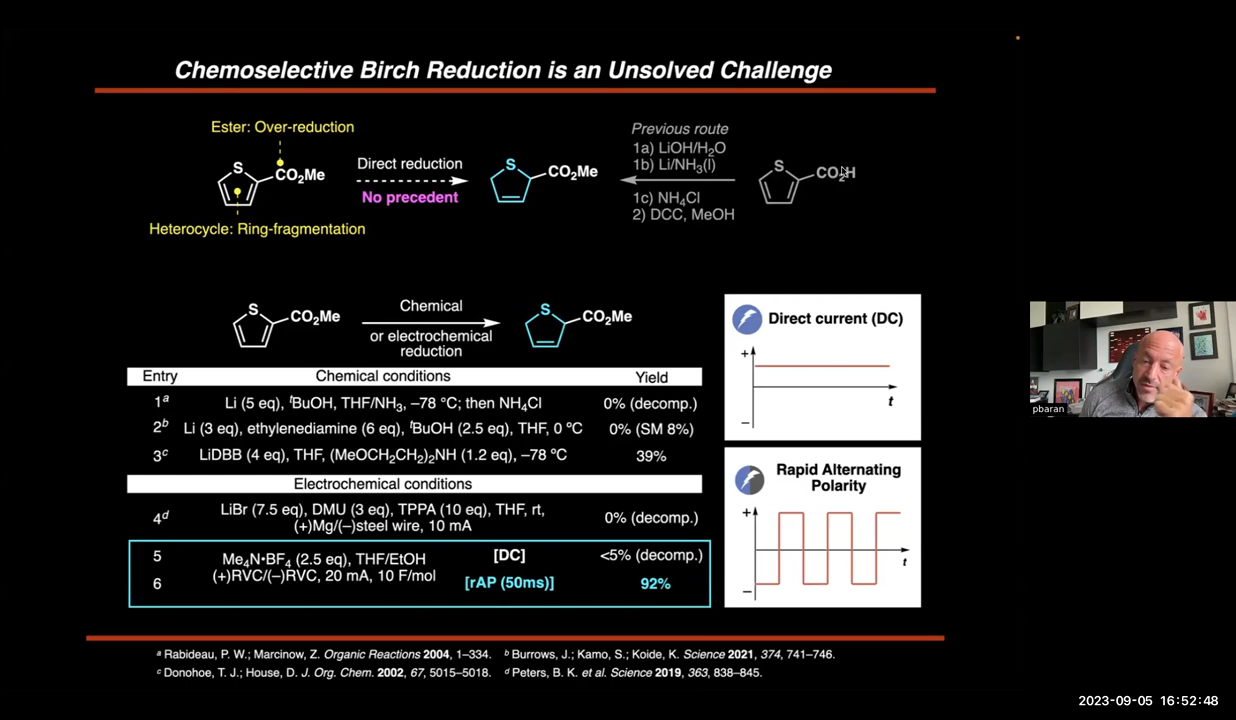 Chemoselective Birch Reduction is an Unsolved Challenge
Ester: Over-reduction
S
CO₂Me
Heterocycle: Ring-fragmentation
Direct reduction
No precedent
S
CO₂Me
Previous route
1a) LiOH/H₂O
1b) Li/NH₃(l)
1c) NH₄Cl
2) DCC, MeOH
S
CO₂H
S
CO₂Me
Chemical
or electrochemical
reduction
S
CO₂Me
Entry Chemical conditions Yield
1ᵃ Li (5 eq), ᵗBuOH, THF/NH₃, –78 °C; then NH₄Cl 0% (decomp.)
2ᵇ Li (3 eq), ethylenediamine (6 eq), ᵗBuOH (2.5 eq), THF, 0 ºC 0% (SM 8%)
3ᶜ LiDBB (4 eq), THF, (MeOCH₂CH₂)₂NH (1.2 eq), –78 ºC 39%
Electrochemical conditions
4ᵈ LiBr (7.5 eq), DMU (3 eq), TPPA (10 eq), THF, rt, 0% (decomp.)
(+)Mg/(–)steel wire, 10 mA
5 Me₄N•BF₄ (2.5 eq), THF/EtOH [DC] <5% (decomp.)
6 (+)RVC/(–)RVC, 20 mA, 10 F/mol [rAP (50ms)] 92%
Direct current (DC)
+
t
–
Rapid Alternating
Polarity
+
t
–
ᵃ Rabideau, P. W.; Marcinow, Z. Organic Reactions 2004, 1–334. ᵇ Burrows, J.; Kamo, S.; Koide, K. Science 2021, 374, 741–746.
ᶜ Donohoe, T. J.; House, D. J. Org. Chem. 2002, 67, 5015–5018. ᵈ Peters, B. K. et al. Science 2019, 363, 838–845.
pbaran
2023-09-05 16:52:48